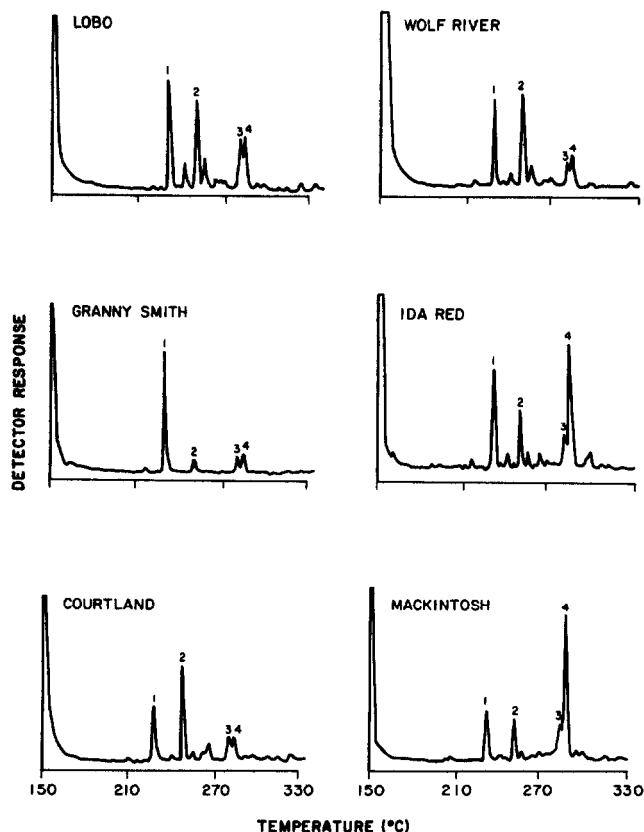 LOBO
1
2
3 4
WOLF RIVER
1
2
3
4
DETECTOR RESPONSE
GRANNY SMITH
1
2
3 4
IDA RED
1
2
3
4
COURTLAND
1
2
3 4
150 210 270 330
MACKINTOSH
1
2
3
4
150 210 270 330
TEMPERATURE (°C)